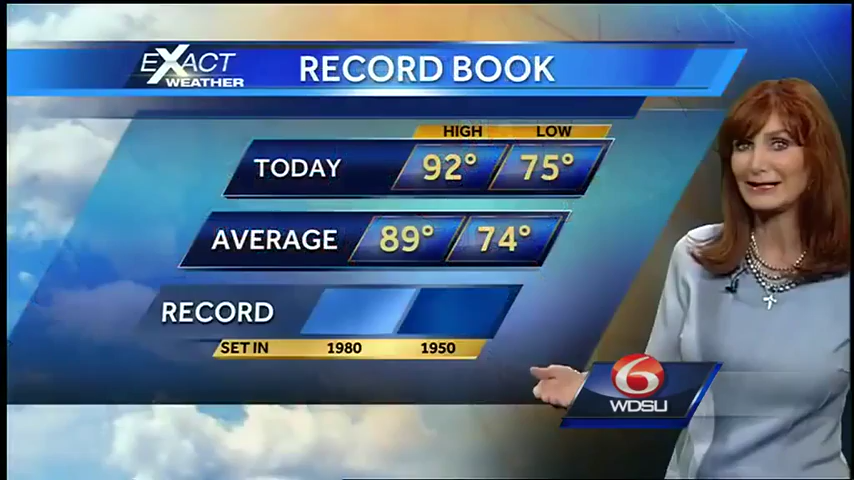 EXACT
WEATHER
RECORD BOOK
HIGH LOW
TODAY 92° 75°
AVERAGE 89° 74°
RECORD
SET IN 1980 1950
6
WDSU